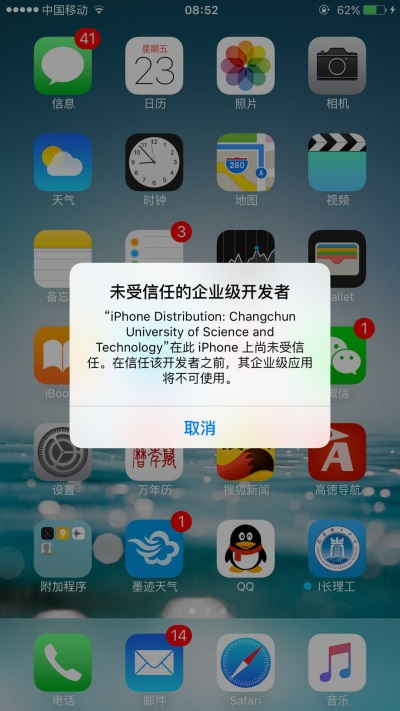 中国移动
08:52
62%
41
星期五
23
信息
日历
照片
相机
280
天气
时钟
地图
视频
3
备忘
allet
未受信任的企业级开发者
“iPhone Distribution: Changchun
University of Science and
Technology”在此 iPhone 上尚未受信
任。在信任该开发者之前，其企业级应用
将不可使用。
取消
1
iBoo
微信
设置
万年历
搜狐新闻
高德导航
1
附加程序
墨迹天气
QQ
I长理工
14
电话
邮件
Safari
音乐